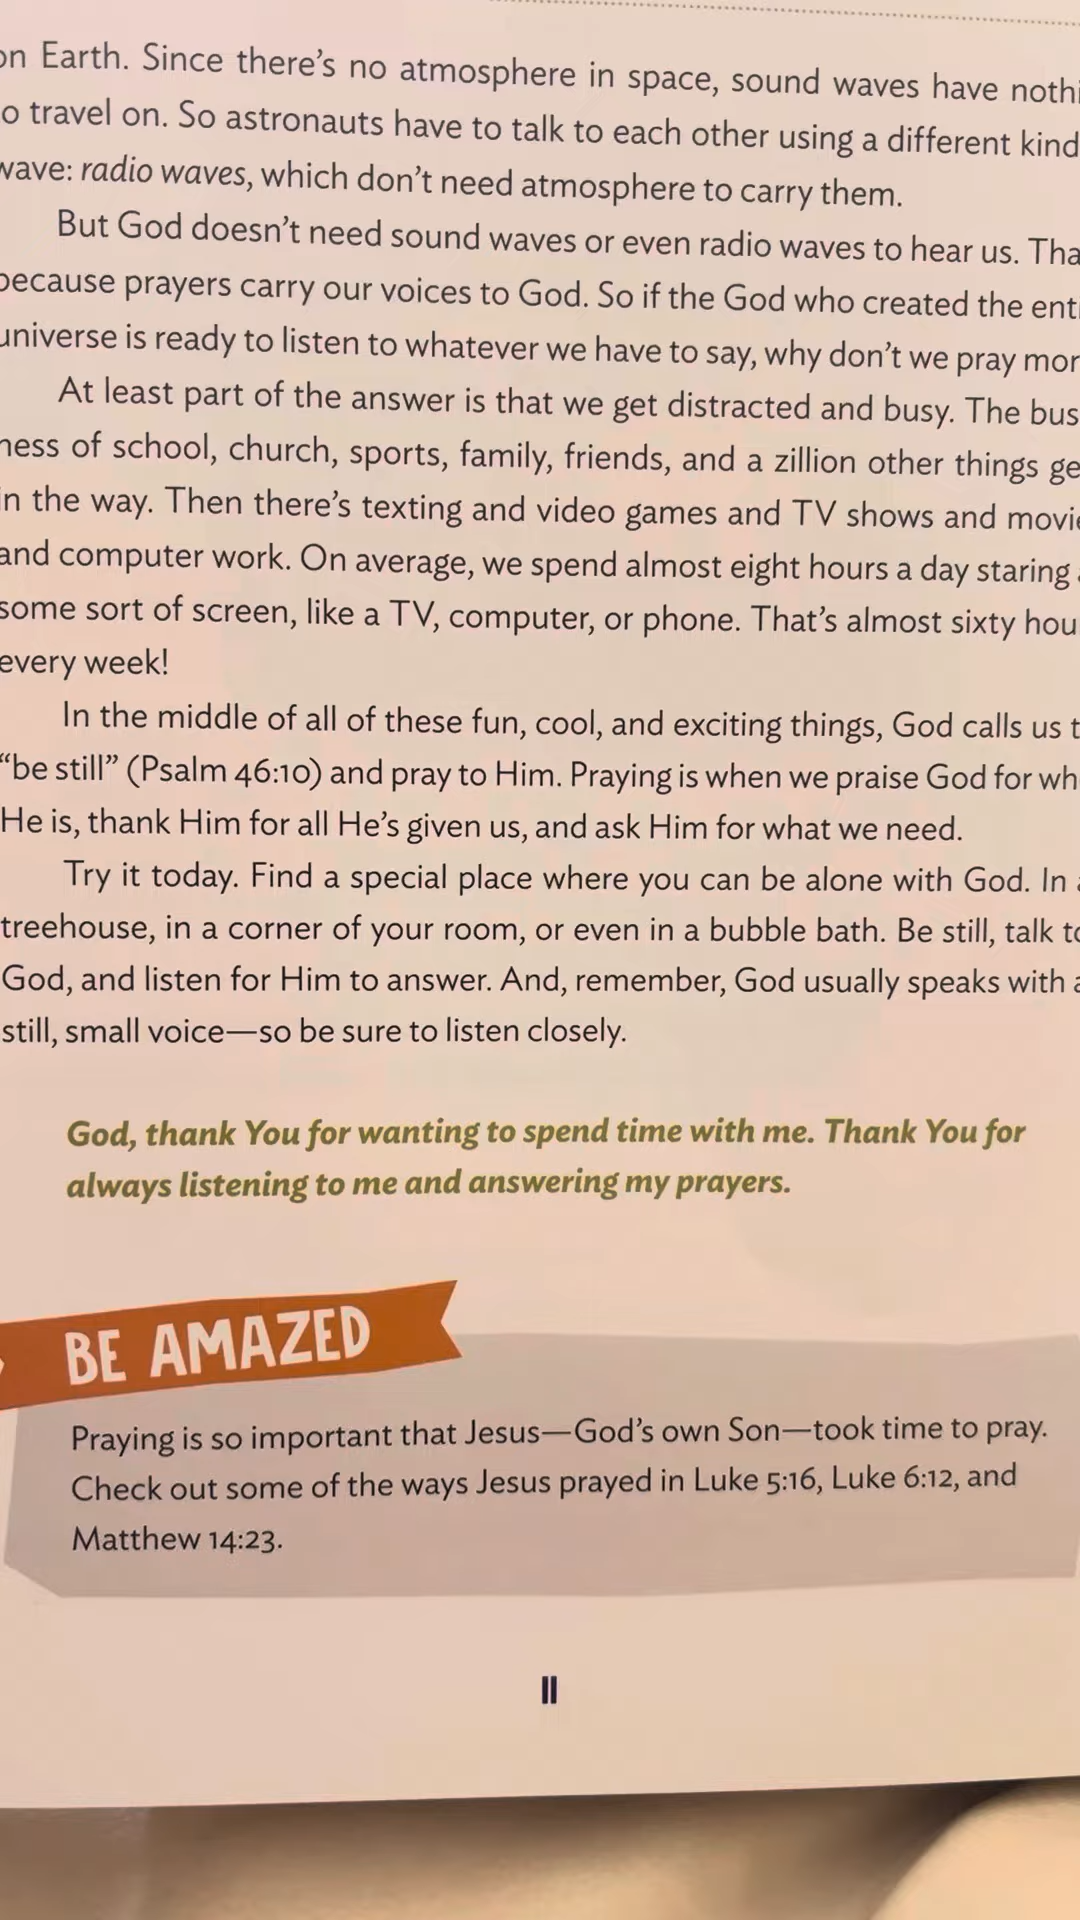 on Earth. Since there's no atmosphere in space, sound waves have nothi
o travel on. So astronauts have to talk to each other using a different kind
wave: radio waves, which don't need atmosphere to carry them.
But God doesn't need sound waves or even radio waves to hear us. Tha
because prayers carry our voices to God. So if the God who created the enti
universe is ready to listen to whatever we have to say, why don't we pray mor
At least part of the answer is that we get distracted and busy. The bus
ness of school, church, sports, family, friends, and a zillion other things ge
in the way. Then there's texting and video games and TV shows and movie
and computer work. On average, we spend almost eight hours a day staring a
some sort of screen, like a TV, computer, or phone. That's almost sixty hou
every week!
In the middle of all of these fun, cool, and exciting things, God calls us t
"be still" (Psalm 46:10) and pray to Him. Praying is when we praise God for wh
He is, thank Him for all He's given us, and ask Him for what we need.
Try it today. Find a special place where you can be alone with God. In a
treehouse, in a corner of your room, or even in a bubble bath. Be still, talk to
God, and listen for Him to answer. And, remember, God usually speaks with a
still, small voice—so be sure to listen closely.
God, thank You for wanting to spend time with me. Thank You for
always listening to me and answering my prayers.
BE AMAZED
Praying is so important that Jesus—God's own Son—took time to pray.
Check out some of the ways Jesus prayed in Luke 5:16, Luke 6:12, and
Matthew 14:23.
11